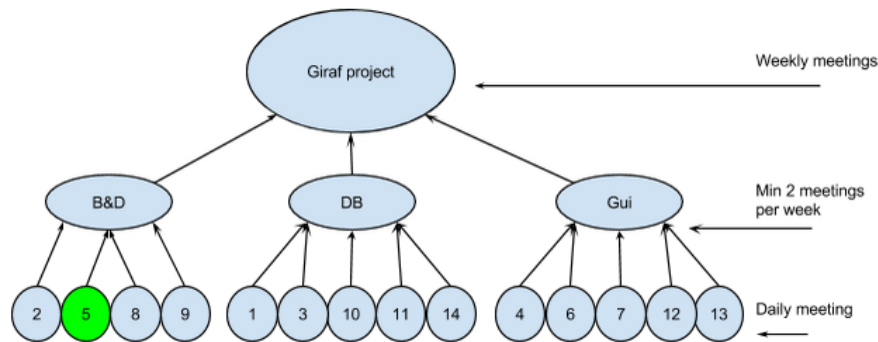 Giraf project
Weekly meetings
B&D
DB
Gui
Min 2 meetings
per week
2
5
8
9
1
3
10
11
14
4
6
7
12
13
Daily meeting